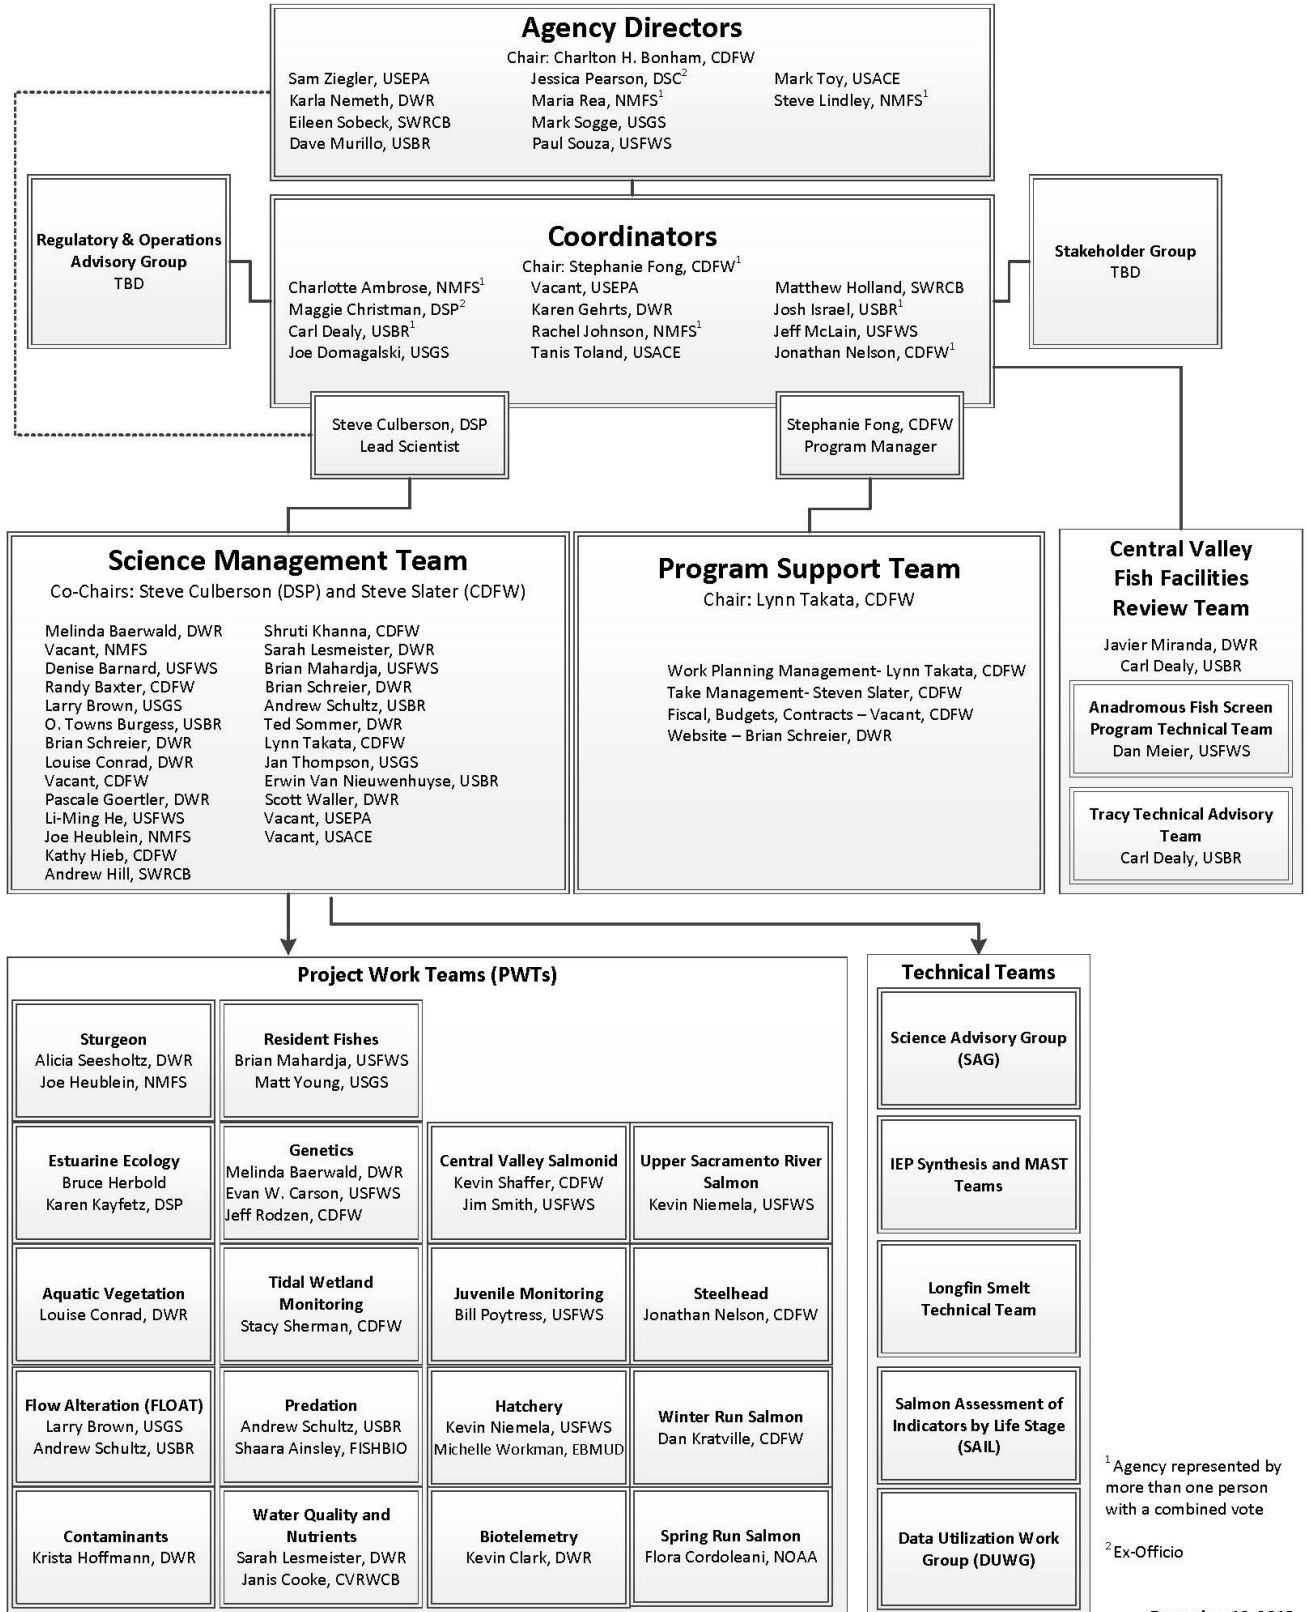 Agency Directors
Chair: Charlton H. Bonham, CDFW
Sam Ziegler, USEPA
Karla Nemeth, DWR
Eileen Sobeck, SWRCB
Dave Murillo, USBR
Jessica Pearson, DSC²
Maria Rea, NMFS¹
Mark Sogge, USGS
Paul Souza, USFWS
Mark Toy, USACE
Steve Lindley, NMFS¹
Regulatory & Operations
Advisory Group
TBD
Coordinators
Chair: Stephanie Fong, CDFW¹
Charlotte Ambrose, NMFS¹
Maggie Christman, DSP²
Carl Dealy, USBR¹
Joe Domagalski, USGS
Vacant, USEPA
Karen Gehrts, DWR
Rachel Johnson, NMFS¹
Tanis Toland, USACE
Matthew Holland, SWRCB
Josh Israel, USBR¹
Jeff McLain, USFWS
Jonathan Nelson, CDFW¹
Stakeholder Group
TBD
Steve Culberson, DSP
Lead Scientist
Stephanie Fong, CDFW
Program Manager
Science Management Team
Co-Chairs: Steve Culberson (DSP) and Steve Slater (CDFW)
Melinda Baerwald, DWR
Vacant, NMFS
Denise Barnard, USFWS
Randy Baxter, CDFW
Larry Brown, USGS
O. Towns Burgess, USBR
Brian Schreier, DWR
Louise Conrad, DWR
Vacant, CDFW
Pascale Goertler, DWR
Li-Ming He, USFWS
Joe Heublein, NMFS
Kathy Hieb, CDFW
Andrew Hill, SWRCB
Shruti Khanna, CDFW
Sarah Lesmeister, DWR
Brian Mahardja, USFWS
Brian Schreier, DWR
Andrew Schultz, USBR
Ted Sommer, DWR
Lynn Takata, CDFW
Jan Thompson, USGS
Erwin Van Nieuwenhuyse, USBR
Scott Waller, DWR
Vacant, USEPA
Vacant, USACE
Program Support Team
Chair: Lynn Takata, CDFW
Work Planning Management- Lynn Takata, CDFW
Take Management- Steven Slater, CDFW
Fiscal, Budgets, Contracts – Vacant, CDFW
Website – Brian Schreier, DWR
Central Valley
Fish Facilities
Review Team
Javier Miranda, DWR
Carl Dealy, USBR
Anadromous Fish Screen
Program Technical Team
Dan Meier, USFWS
Tracy Technical Advisory
Team
Carl Dealy, USBR
Project Work Teams (PWTs)
Sturgeon
Alicia Seesholtz, DWR
Joe Heublein, NMFS
Resident Fishes
Brian Mahardja, USFWS
Matt Young, USGS
Estuarine Ecology
Bruce Herbold
Karen Kayfetz, DSP
Genetics
Melinda Baerwald, DWR
Evan W. Carson, USFWS
Jeff Rodzen, CDFW
Central Valley Salmonid
Kevin Shaffer, CDFW
Jim Smith, USFWS
Upper Sacramento River
Salmon
Kevin Niemela, USFWS
Aquatic Vegetation
Louise Conrad, DWR
Tidal Wetland
Monitoring
Stacy Sherman, CDFW
Juvenile Monitoring
Bill Poytress, USFWS
Steelhead
Jonathan Nelson, CDFW
Flow Alteration (FLOAT)
Larry Brown, USGS
Andrew Schultz, USBR
Predation
Andrew Schultz, USBR
Shaara Ainsley, FISHBIO
Hatchery
Kevin Niemela, USFWS
Michelle Workman, EBMUD
Winter Run Salmon
Dan Kratville, CDFW
Contaminants
Krista Hoffmann, DWR
Water Quality and
Nutrients
Sarah Lesmeister, DWR
Janis Cooke, CVRWCB
Biotelemetry
Kevin Clark, DWR
Spring Run Salmon
Flora Cordoleani, NOAA
Technical Teams
Science Advisory Group
(SAG)
IEP Synthesis and MAST
Teams
Longfin Smelt
Technical Team
Salmon Assessment of
Indicators by Life Stage
(SAIL)
Data Utilization Work
Group (DUWG)
¹ Agency represented by
more than one person
with a combined vote
² Ex-Officio